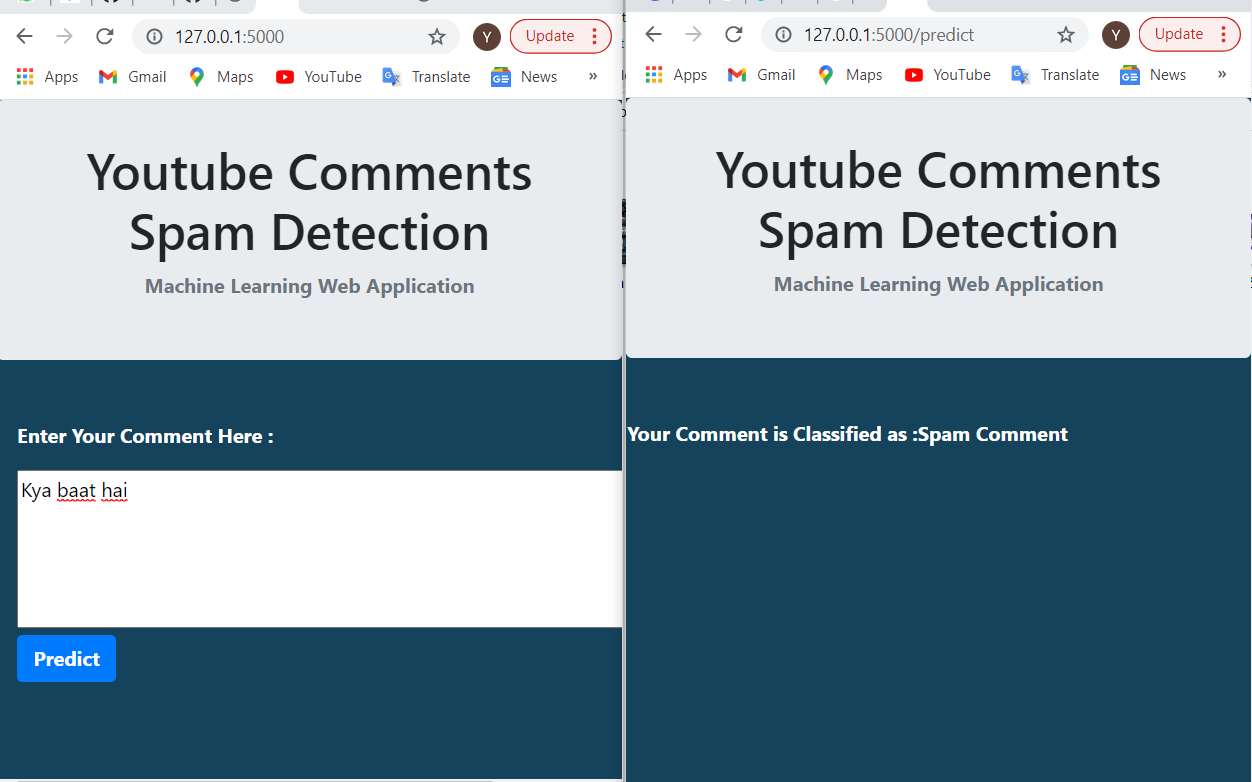 127.0.0.1:5000
Y
Update
Apps
Gmail
Maps
YouTube
Translate
News
»
Youtube Comments
Spam Detection
Machine Learning Web Application
Enter Your Comment Here :
Kya baat hai
Predict
127.0.0.1:5000/predict
Y
Update
Apps
Gmail
Maps
YouTube
Translate
News
»
Youtube Comments
Spam Detection
Machine Learning Web Application
Your Comment is Classified as :Spam Comment